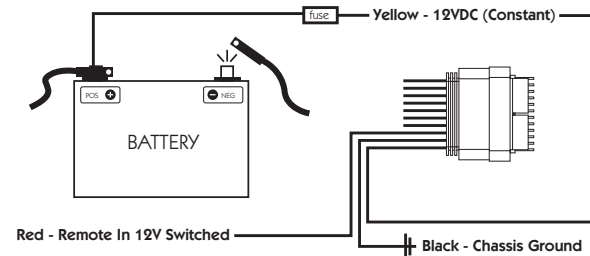 fuse
Yellow - 12VDC (Constant)
POS +
- NEG
BATTERY
Red - Remote In 12V Switched
Black - Chassis Ground